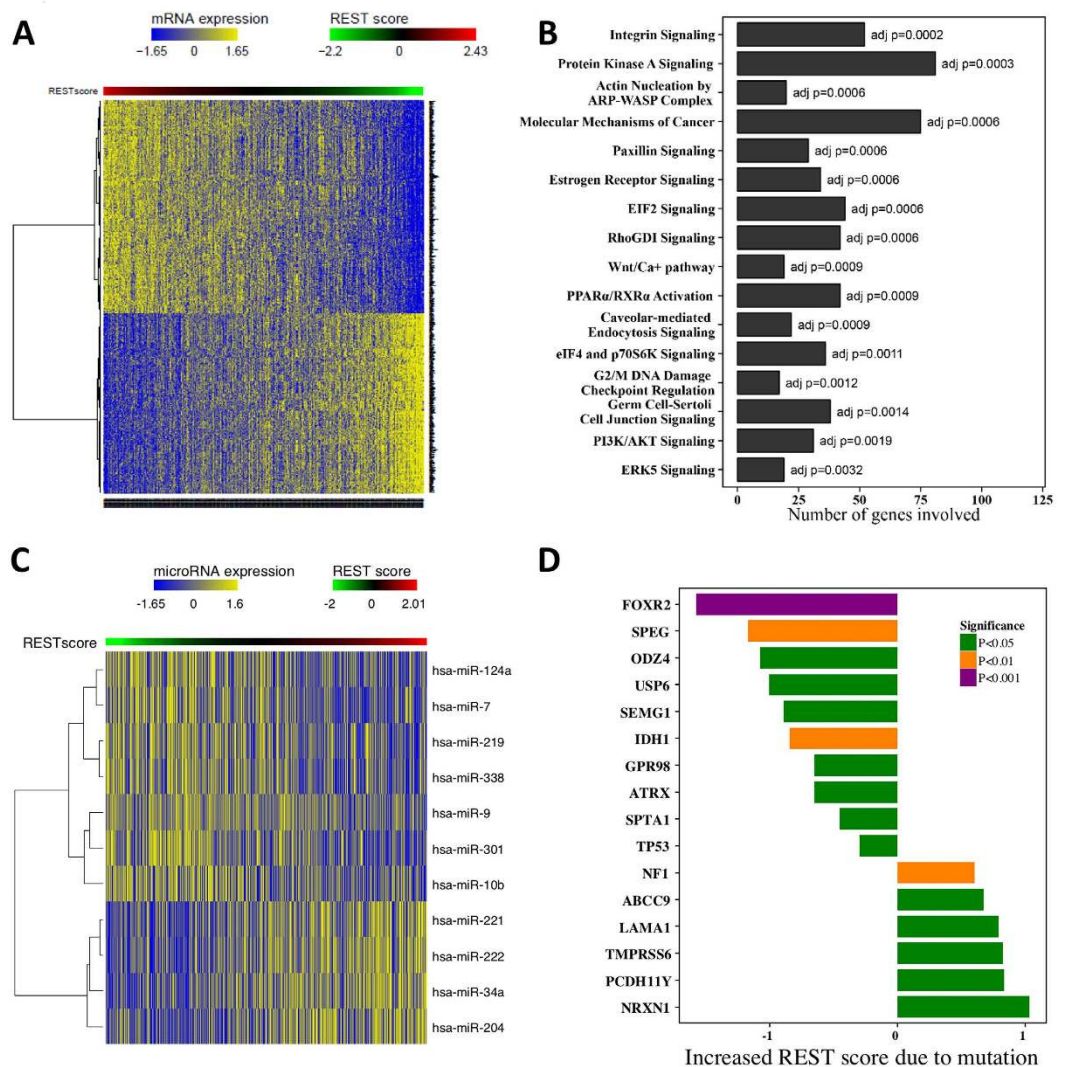 A
mRNA expression
-1.65 0 1.65
REST score
-2.2 0 2.43
RESTscore
B
Integrin Signaling
adj p=0.0002
Protein Kinase A Signaling
adj p=0.0003
Actin Nucleation by
ARP-WASP Complex
adj p=0.0006
Molecular Mechanisms of Cancer
adj p=0.0006
Paxillin Signaling
adj p=0.0006
Estrogen Receptor Signaling
adj p=0.0006
EIF2 Signaling
adj p=0.0006
RhoGDI Signaling
adj p=0.0006
Wnt/Ca+ pathway
adj p=0.0009
PPARα/RXRα Activation
adj p=0.0009
Caveolar-mediated
Endocytosis Signaling
adj p=0.0009
eIF4 and p70S6K Signaling
adj p=0.0011
G2/M DNA Damage
Checkpoint Regulation
adj p=0.0012
Germ Cell-Sertoli
Cell Junction Signaling
adj p=0.0014
PI3K/AKT Signaling
adj p=0.0019
ERK5 Signaling
adj p=0.0032
0 25 50 75 100 125
Number of genes involved
C
microRNA expression
-1.65 0 1.6
REST score
-2 0 2.01
RESTscore
hsa-miR-124a
hsa-miR-7
hsa-miR-219
hsa-miR-338
hsa-miR-9
hsa-miR-301
hsa-miR-10b
hsa-miR-221
hsa-miR-222
hsa-miR-34a
hsa-miR-204
D
FOXR2
SPEG
ODZ4
USP6
SEMG1
IDH1
GPR98
ATRX
SPTA1
TP53
NF1
ABCC9
LAMA1
TMPRSS6
PCDH11Y
NRXN1
Significance
P<0.05
P<0.01
P<0.001
-1 0 1
Increased REST score due to mutation